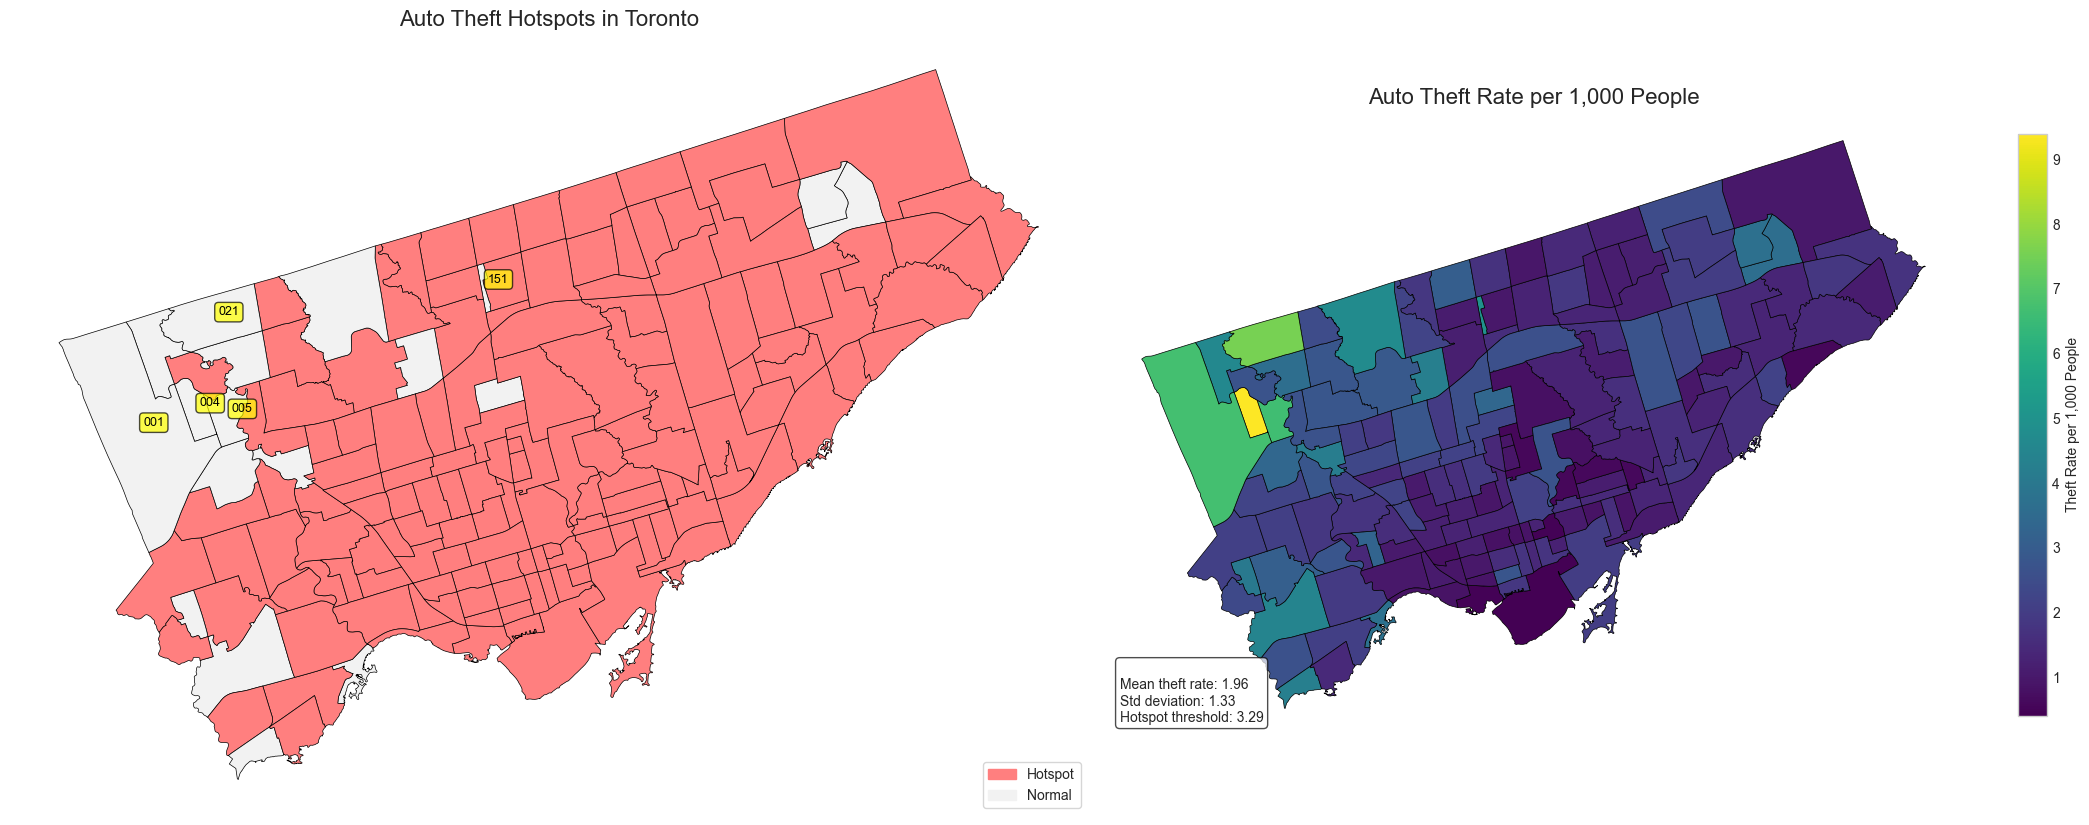 Auto Theft Hotspots in Toronto
151
021
004
005
001
Hotspot
Normal
Auto Theft Rate per 1,000 People
Mean theft rate: 1.96
Std deviation: 1.33
Hotspot threshold: 3.29
9
8
7
6
5
4
3
2
1
Theft Rate per 1,000 People